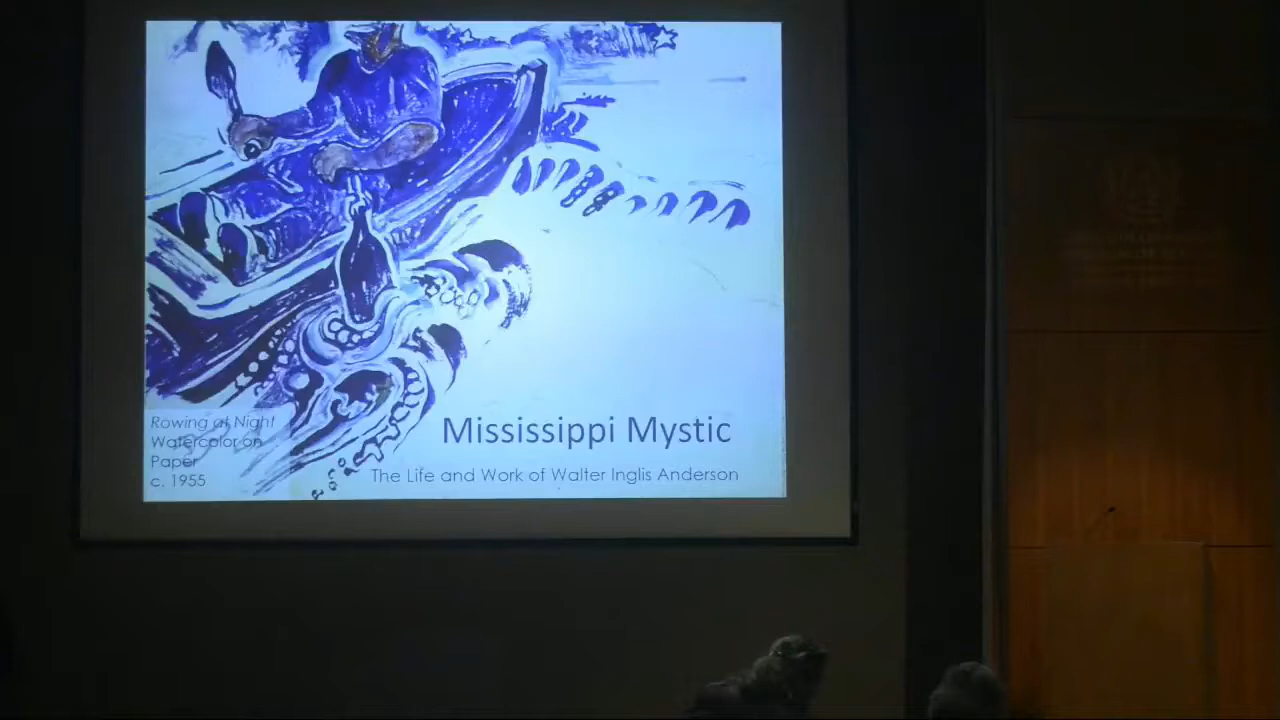 Rowing at Night
Watercolor on
Paper
c. 1955
Mississippi Mystic
The Life and Work of Walter Inglis Anderson